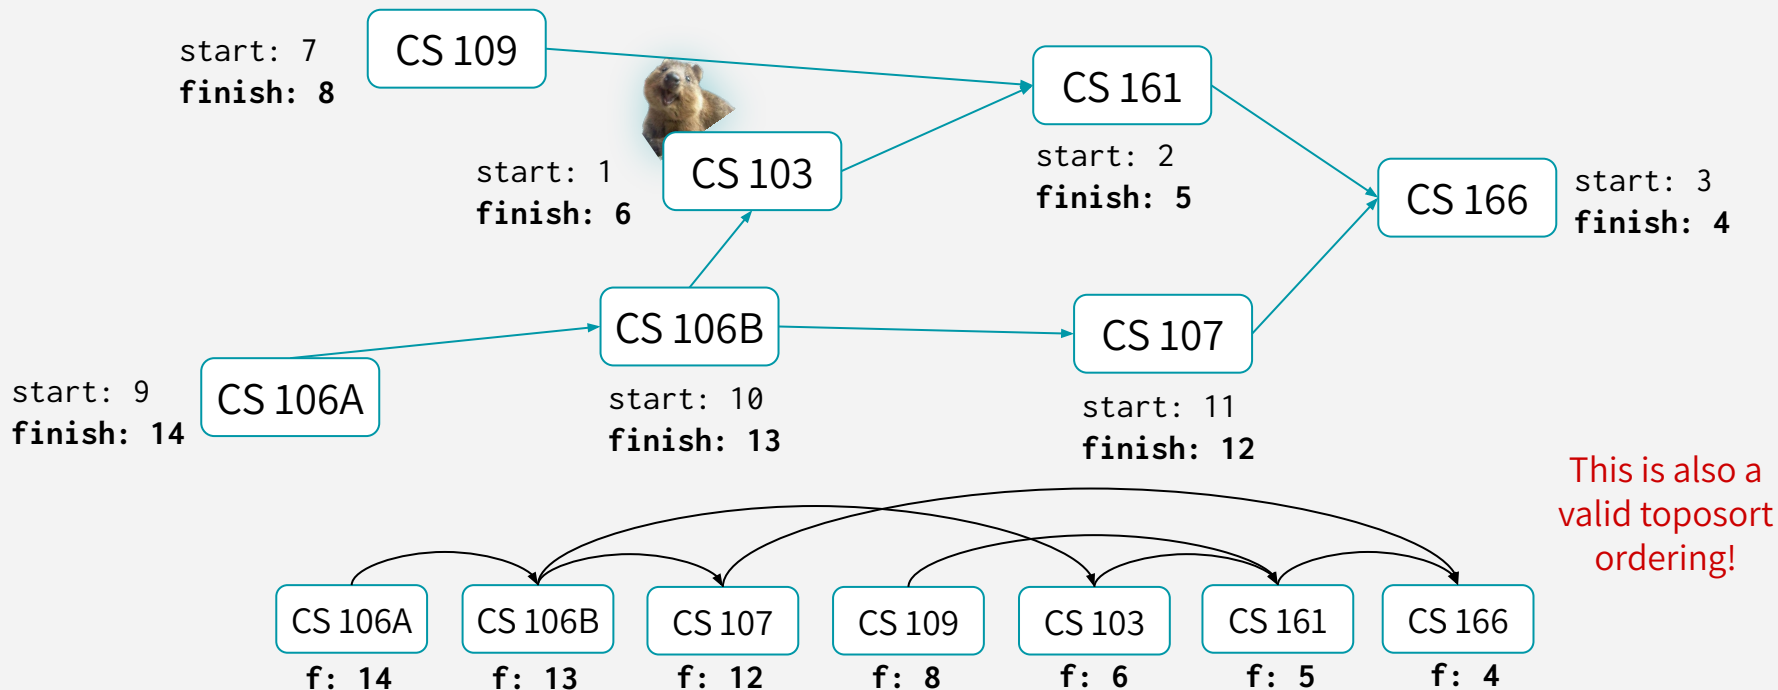 CS 109
start: 7
finish: 8
CS 161
start: 2
finish: 5
CS 103
start: 1
finish: 6
CS 166
start: 3
finish: 4
CS 106B
start: 10
finish: 13
CS 107
start: 11
finish: 12
CS 106A
start: 9
finish: 14
This is also a
valid toposort
ordering!
CS 106A
CS 106B
CS 107
CS 109
CS 103
CS 161
CS 166
f: 14
f: 13
f: 12
f: 8
f: 6
f: 5
f: 4